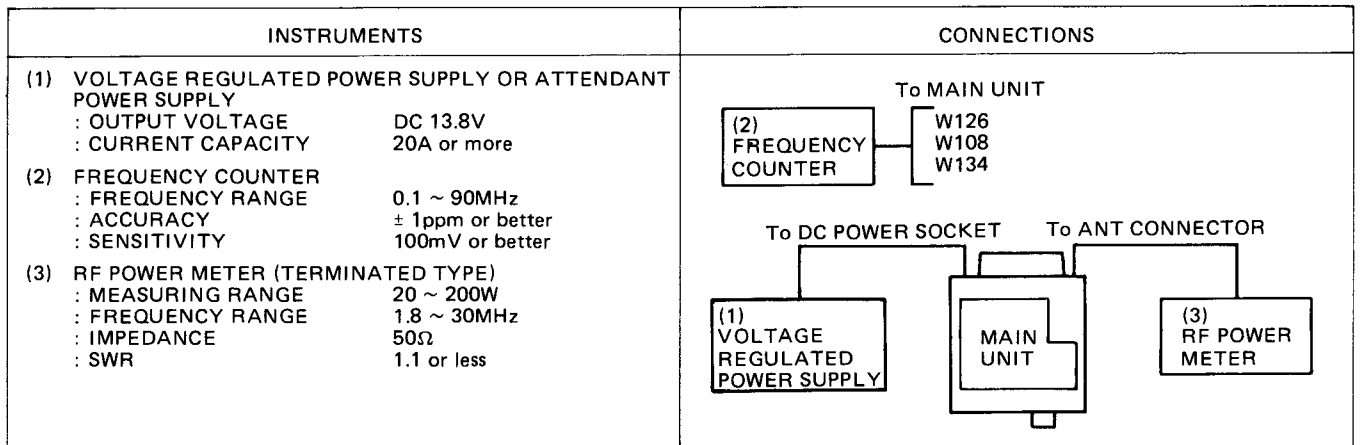 INSTRUMENTS
(1) VOLTAGE REGULATED POWER SUPPLY OR ATTENDANT
POWER SUPPLY
: OUTPUT VOLTAGE DC 13.8V
: CURRENT CAPACITY 20A or more
(2) FREQUENCY COUNTER
: FREQUENCY RANGE 0.1 ~ 90MHz
: ACCURACY ± 1ppm or better
: SENSITIVITY 100mV or better
(3) RF POWER METER (TERMINATED TYPE)
: MEASURING RANGE 20 ~ 200W
: FREQUENCY RANGE 1.8 ~ 30MHz
: IMPEDANCE 50Ω
: SWR 1.1 or less
CONNECTIONS
To MAIN UNIT
(2)
FREQUENCY
COUNTER
W126
W108
W134
To DC POWER SOCKET
To ANT CONNECTOR
(1)
VOLTAGE
REGULATED
POWER SUPPLY
MAIN
UNIT
(3)
RF POWER
METER